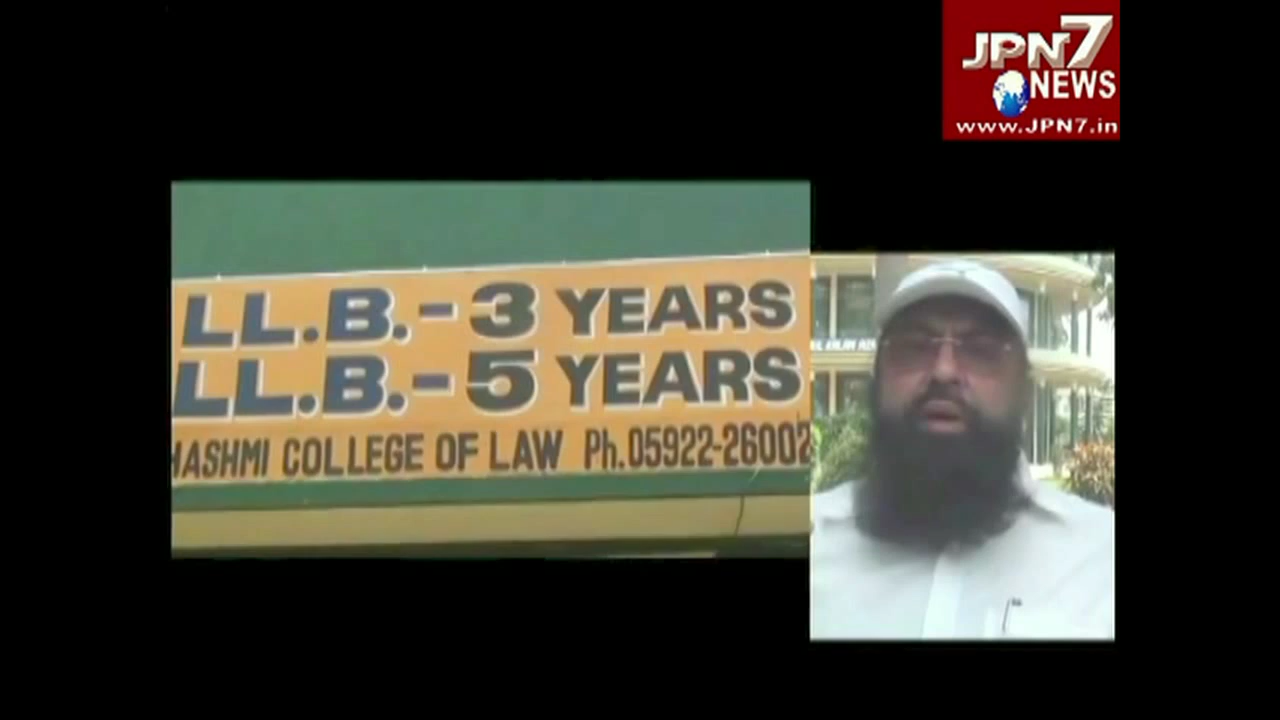 JPN7
NEWS
www.JPN7.in
LL.B.-3 YEARS
LL.B.-5 YEARS
HASHMI COLLEGE OF LAW Ph.05922-26002